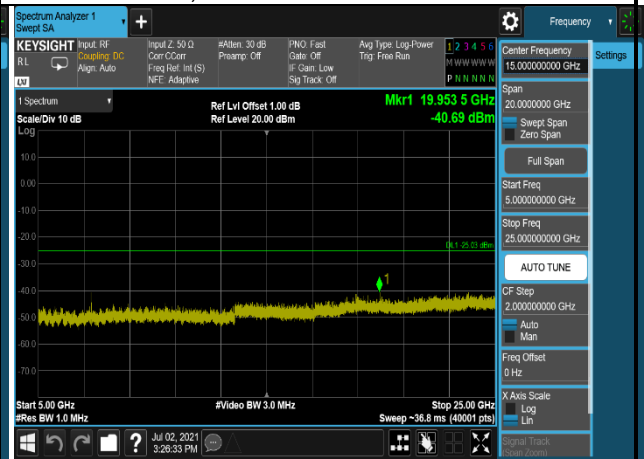 Spectrum Analyzer 1
Swept SA
+
Frequency
KEYSIGHT
RL
Input: RF
Coupling: DC
Align: Auto
Input Z: 50 Ω
Corr CCorr
Freq Ref: Int (S)
NFE: Adaptive
#Atten: 30 dB
Preamp: Off
PNO: Fast
Gate: Off
IF Gain: Low
Sig Track: Off
Avg Type: Log-Power
Trig: Free Run
1 2 3 4 5 6
M W W W W W
P N N N N N
LXI
1 Spectrum
Scale/Div 10 dB
Log
Ref Lvl Offset 1.00 dB
Ref Level 20.00 dBm
Mkr1 19.953 5 GHz
-40.69 dBm
10.0
0.00
-10.0
-20.0
-30.0
-40.0
-50.0
-60.0
-70.0
DL1 -25.03 dBm
1
Start 5.00 GHz
#Res BW 1.0 MHz
#Video BW 3.0 MHz
Stop 25.00 GHz
Sweep ~36.8 ms (40001 pts)
Jul 02, 2021
3:26:33 PM
?
Center Frequency
15.000000000 GHz
Span
20.0000000 GHz
Swept Span
Zero Span
Full Span
Start Freq
5.000000000 GHz
Stop Freq
25.000000000 GHz
AUTO TUNE
CF Step
2.000000000 GHz
Auto
Man
Freq Offset
0 Hz
X Axis Scale
Log
Lin
Signal Track
(Span Zoom)
Settings